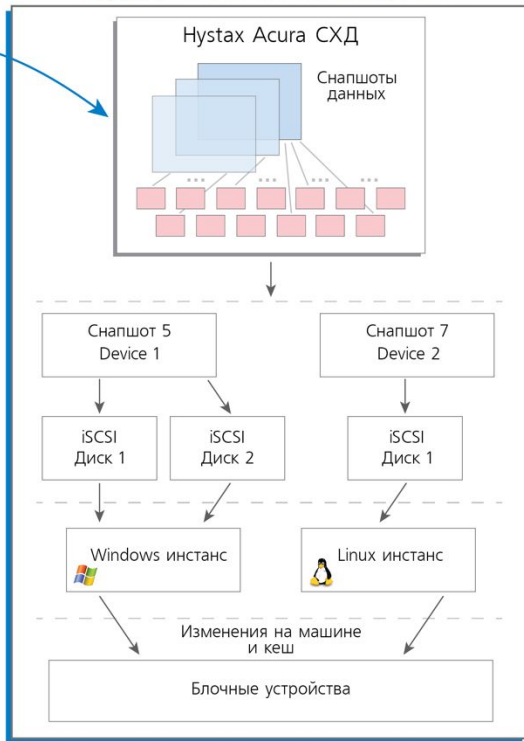 Hystax Acura СХД
Снапшоты
данных
Снапшот 5
Device 1
Снапшот 7
Device 2
iSCSI
Диск 1
iSCSI
Диск 2
iSCSI
Диск 1
Windows инстанс
Linux инстанс
Изменения на машине
и кеш
Блочные устройства